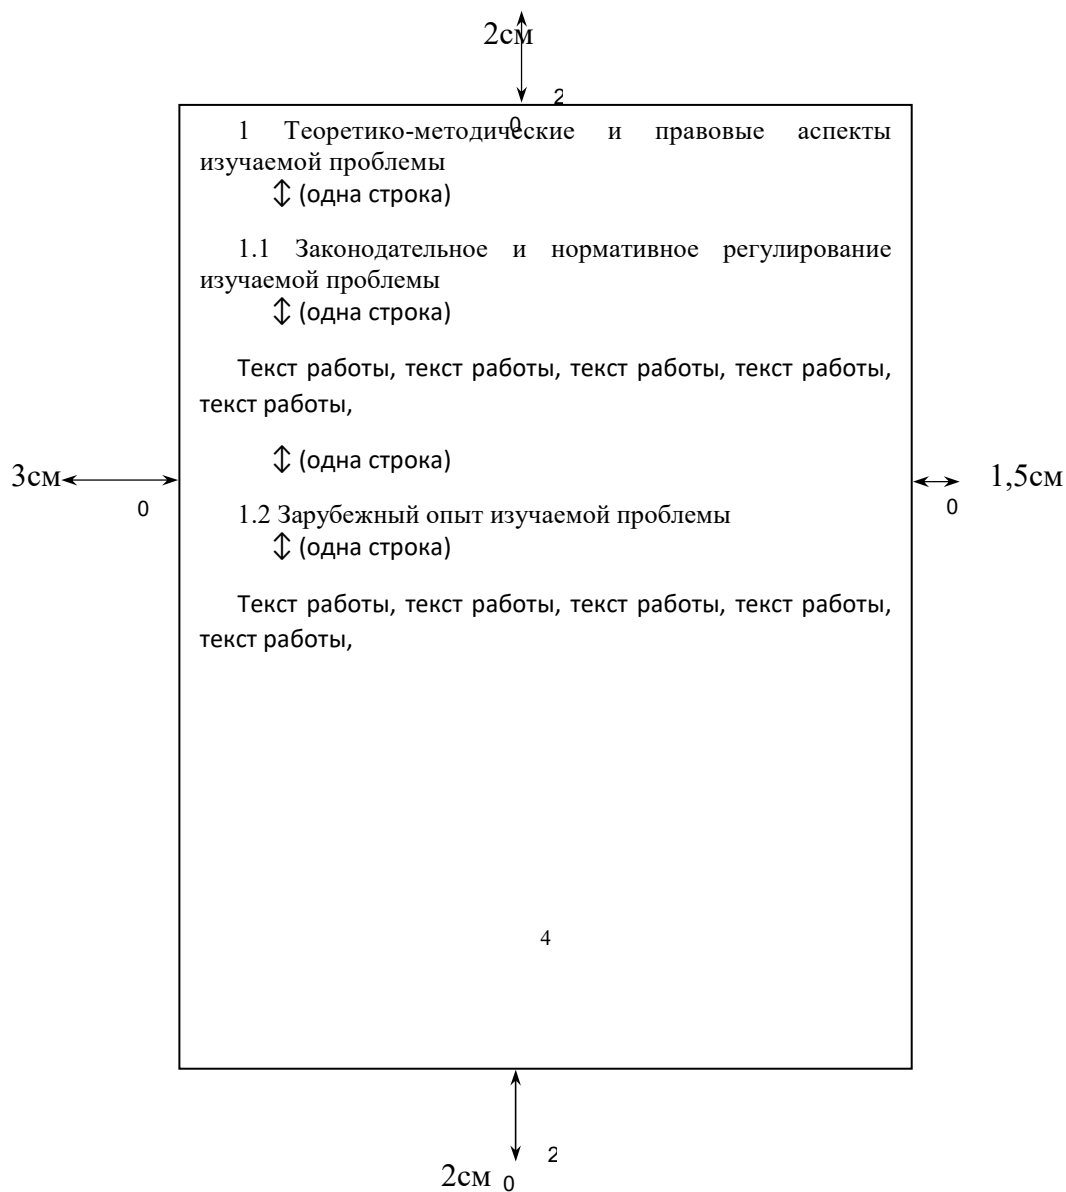 2см
2
0
1 Теоретико-методические и правовые аспекты
изучаемой проблемы
↕ (одна строка)
1.1 Законодательное и нормативное регулирование
изучаемой проблемы
↕ (одна строка)
Текст работы, текст работы, текст работы, текст работы,
текст работы,
↕ (одна строка)
3см
1,5см
0
0
1.2 Зарубежный опыт изучаемой проблемы
↕ (одна строка)
Текст работы, текст работы, текст работы, текст работы,
текст работы,
4
2
2см
0